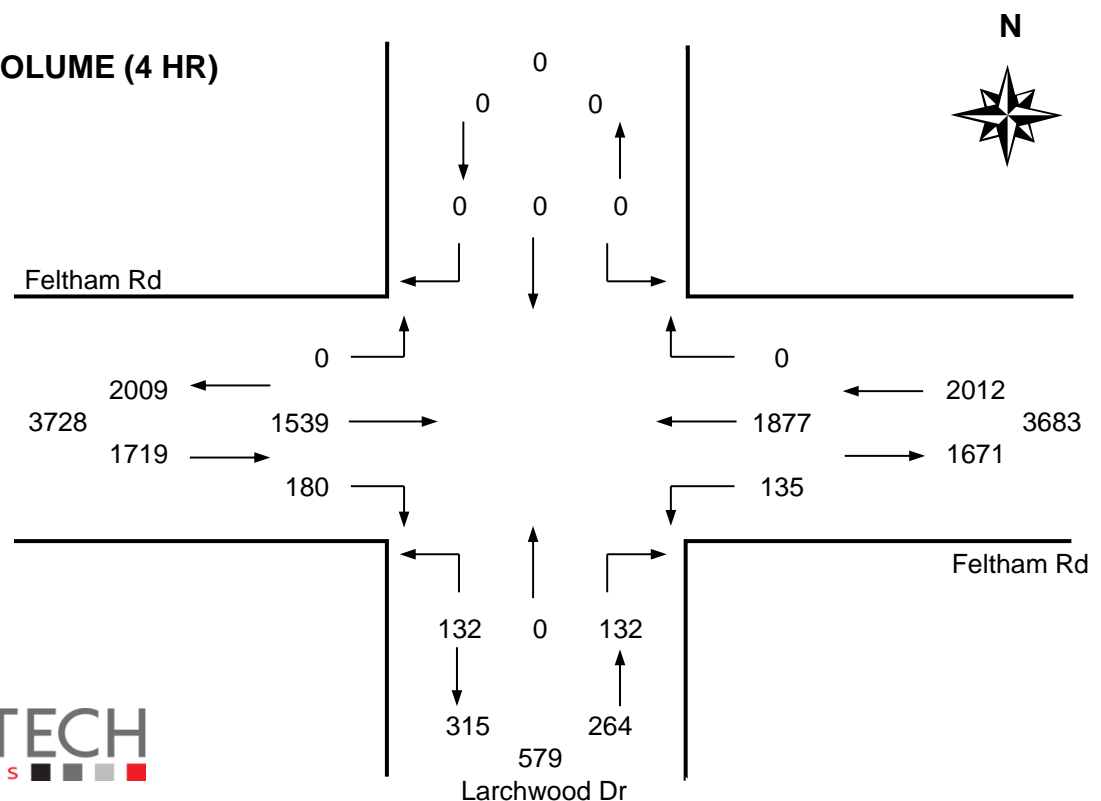 N
OLUME (4 HR)
0
0 0
0 0 0
Feltham Rd
0 0
2009 2012
3728 1539 1877 3683
1719 1671
180 135
Feltham Rd
132 0 132
315 264
579
Larchwood Dr
TECH
s